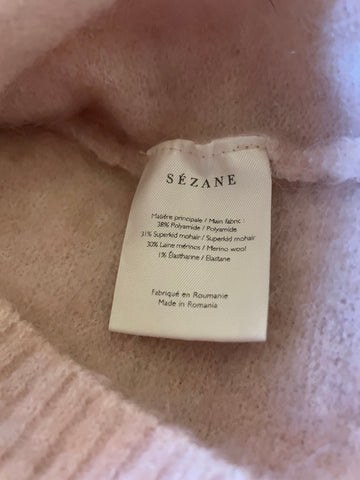 SÉZANE
Matière principale / Main fabric :
38% Polyamide / Polyamide
31% Superkid mohair / Superkid mohair
30% Laine mérinos / Merino wool
1% Elasthanne / Elastane
Fabriqué en Roumanie
Made in Romania